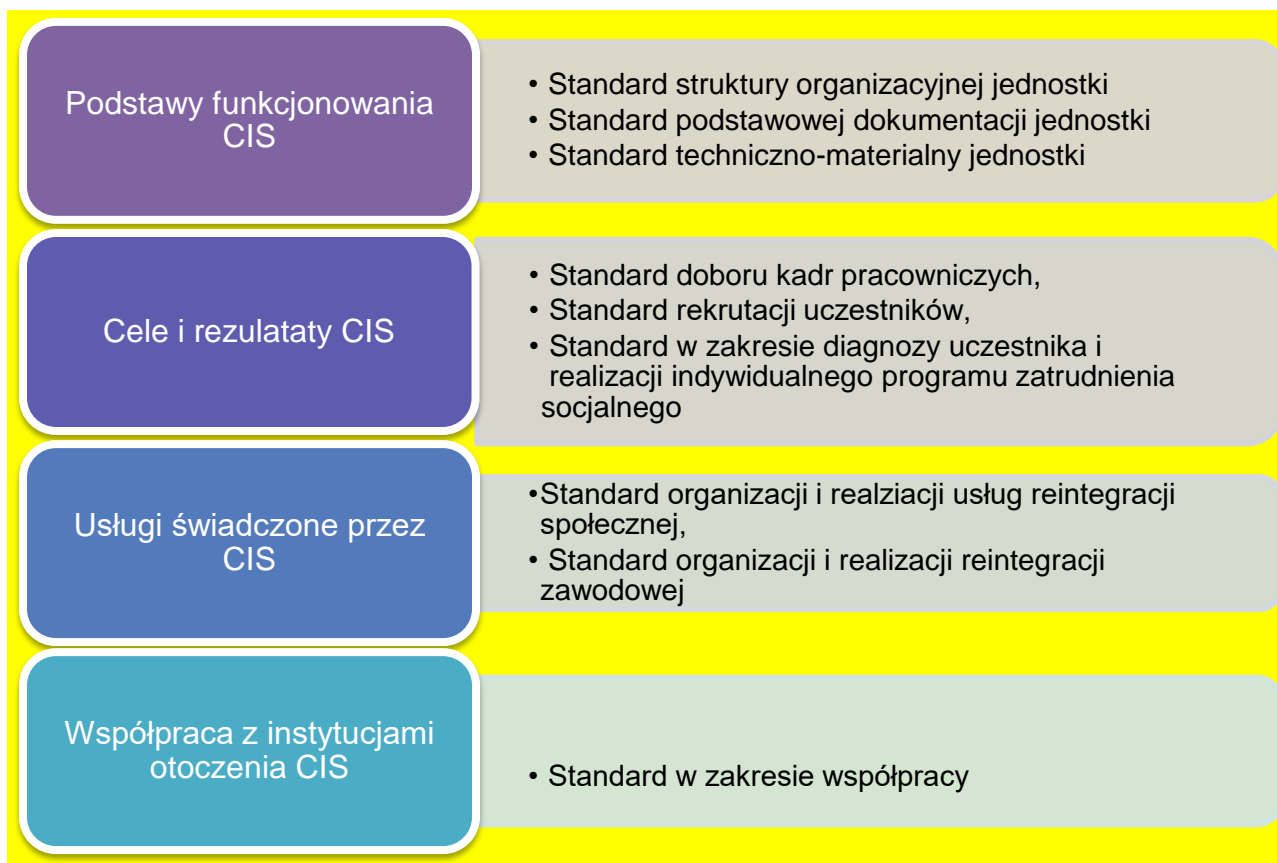 Podstawy funkcjonowania
CIS
• Standard struktury organizacyjnej jednostki
• Standard podstawowej dokumentacji jednostki
• Standard techniczno-materialny jednostki
Cele i rezulataty CIS
• Standard doboru kadr pracowniczych,
• Standard rekrutacji uczestników,
• Standard w zakresie diagnozy uczestnika i
realizacji indywidualnego programu zatrudnienia
socjalnego
Usługi świadczone przez
CIS
•Standard organizacji i realziacji usług reintegracji
społecznej,
• Standard organizacji i realizacji reintegracji
zawodowej
Współpraca z instytucjami
otoczenia CIS
• Standard w zakresie współpracy